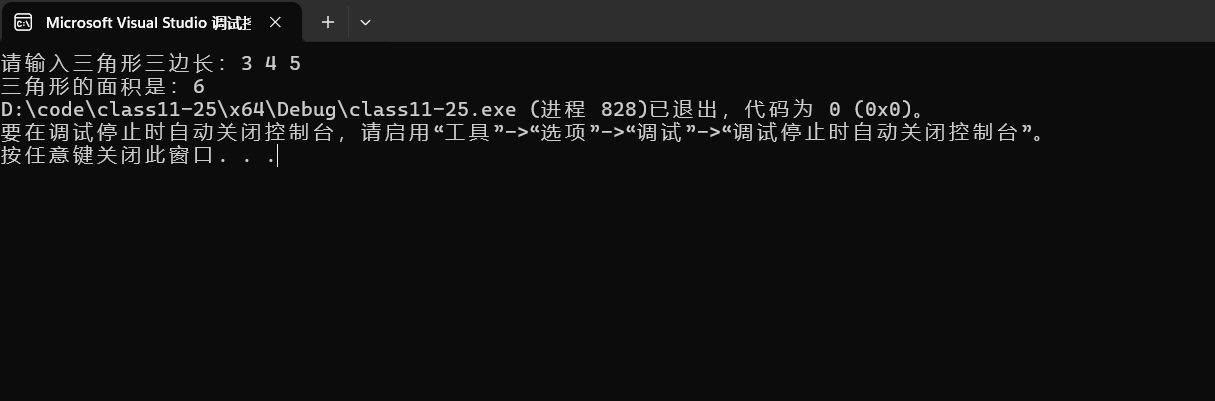 Microsoft Visual Studio 调试
请输入三角形三边长：3 4 5
三角形的面积是：6
D:\code\class11-25\x64\Debug\class11-25.exe (进程 828)已退出，代码为 0 (0x0)。
要在调试停止时自动关闭控制台，请启用“工具”->“选项”->“调试”->“调试停止时自动关闭控制台”。
按任意键关闭此窗口. . .